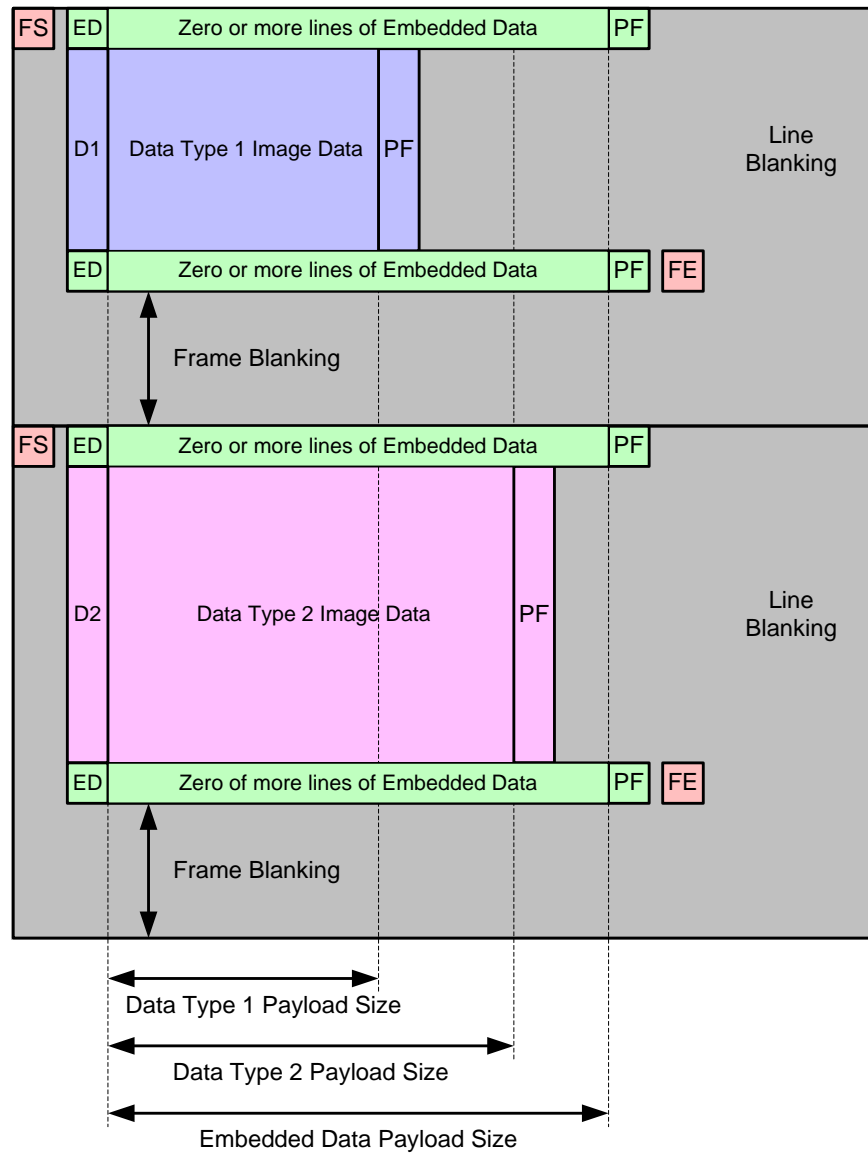 FS ED Zero or more lines of Embedded Data PF
D1 Data Type 1 Image Data PF
Line
Blanking
ED Zero or more lines of Embedded Data PF FE
Frame Blanking
FS ED Zero or more lines of Embedded Data PF
D2 Data Type 2 Image Data PF
Line
Blanking
ED Zero of more lines of Embedded Data PF FE
Frame Blanking
Data Type 1 Payload Size
Data Type 2 Payload Size
Embedded Data Payload Size